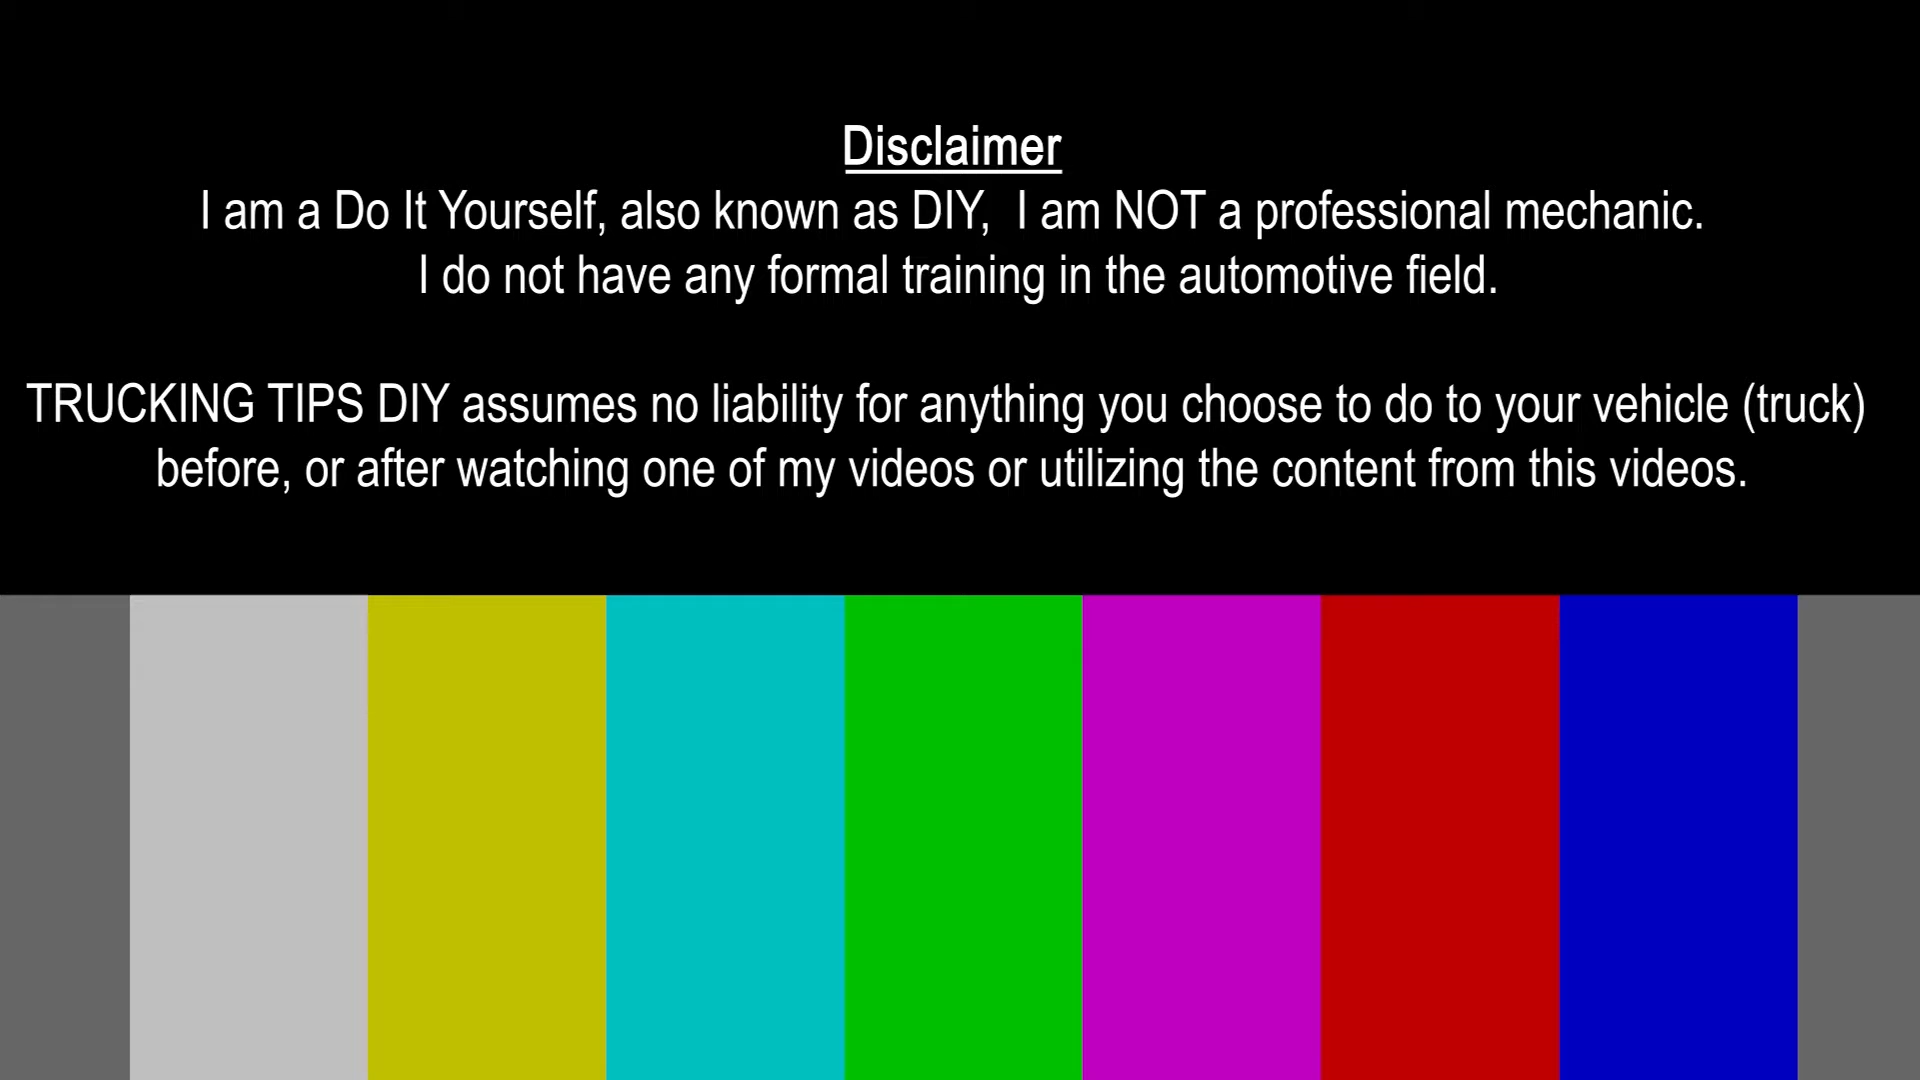 Disclaimer
I am a Do It Yourself, also known as DIY,  I am NOT a professional mechanic.
I do not have any formal training in the automotive field.
TRUCKING TIPS DIY assumes no liability for anything you choose to do to your vehicle (truck)
before, or after watching one of my videos or utilizing the content from this videos.